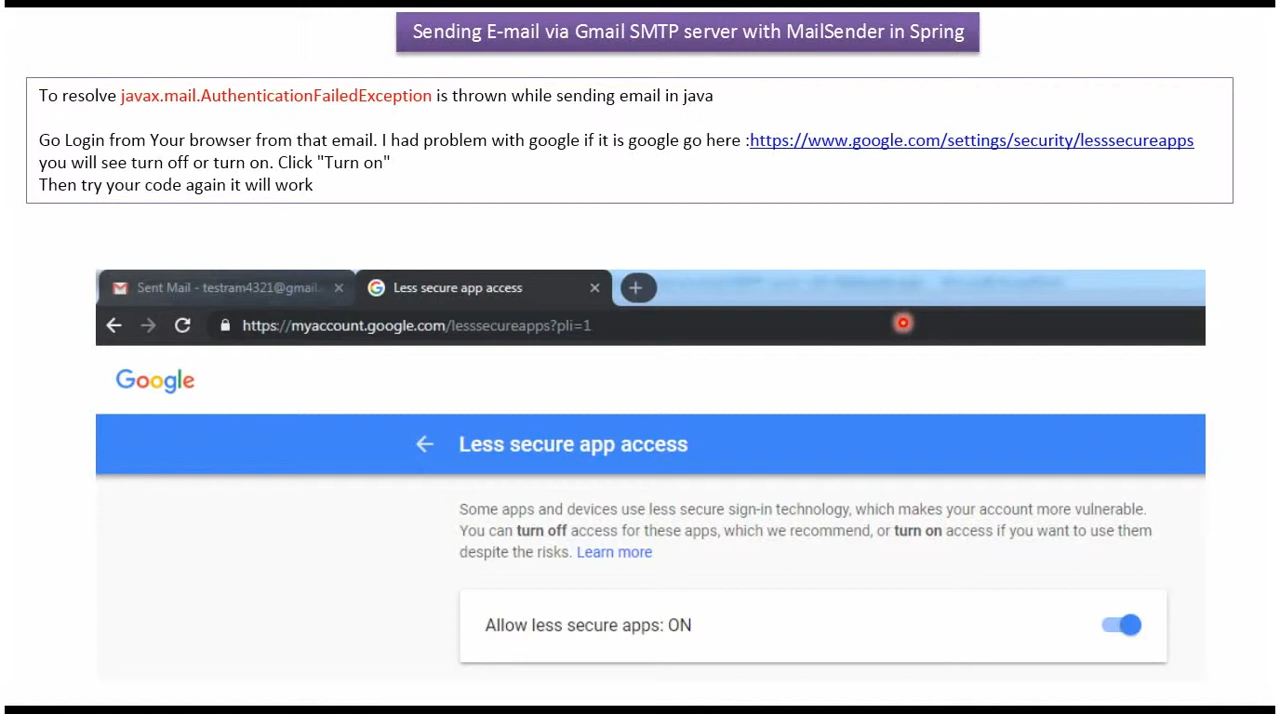 Sending E-mail via Gmail SMTP server with MailSender in Spring
To resolve javax.mail.AuthenticationFailedException is thrown while sending email in java
Go Login from Your browser from that email. I had problem with google if it is google go here :https://www.google.com/settings/security/lesssecureapps
you will see turn off or turn on. Click "Turn on"
Then try your code again it will work
Sent Mail - testram4321@gmail.
Less secure app access
https://myaccount.google.com/lesssecureapps?pli=1
Google
Less secure app access
Some apps and devices use less secure sign-in technology, which makes your account more vulnerable.
You can turn off access for these apps, which we recommend, or turn on access if you want to use them
despite the risks. Learn more
Allow less secure apps: ON